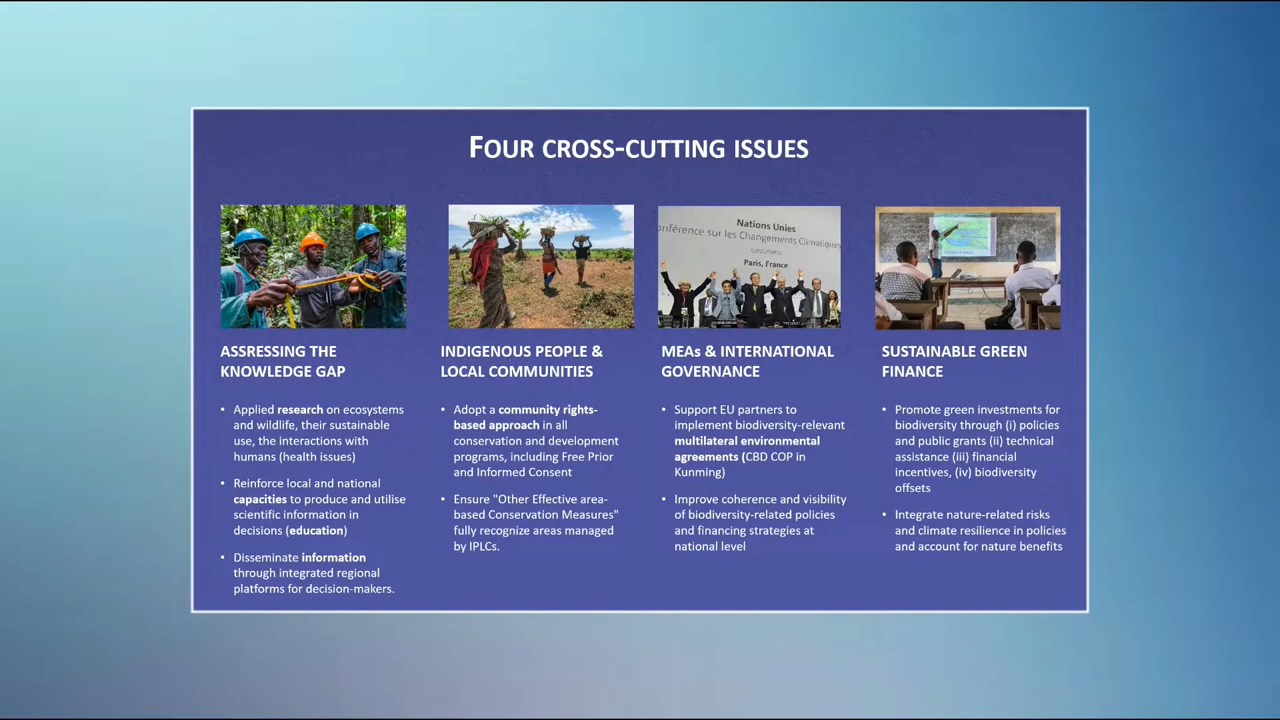 FOUR CROSS-CUTTING ISSUES
Nations Unies
onférence sur les Changements Climatiques
Paris, France
ASSRESSING THE
KNOWLEDGE GAP
• Applied research on ecosystems
and wildlife, their sustainable
use, the interactions with
humans (health issues)
• Reinforce local and national
capacities to produce and utilise
scientific information in
decisions (education)
• Disseminate information
through integrated regional
platforms for decision-makers.
INDIGENOUS PEOPLE &
LOCAL COMMUNITIES
• Adopt a community rights-
based approach in all
conservation and development
programs, including Free Prior
and Informed Consent
• Ensure "Other Effective area-
based Conservation Measures"
fully recognize areas managed
by IPLCs.
MEAs & INTERNATIONAL
GOVERNANCE
• Support EU partners to
implement biodiversity-relevant
multilateral environmental
agreements (CBD COP in
Kunming)
• Improve coherence and visibility
of biodiversity-related policies
and financing strategies at
national level
SUSTAINABLE GREEN
FINANCE
• Promote green investments for
biodiversity through (i) policies
and public grants (ii) technical
assistance (iii) financial
incentives, (iv) biodiversity
offsets
• Integrate nature-related risks
and climate resilience in policies
and account for nature benefits